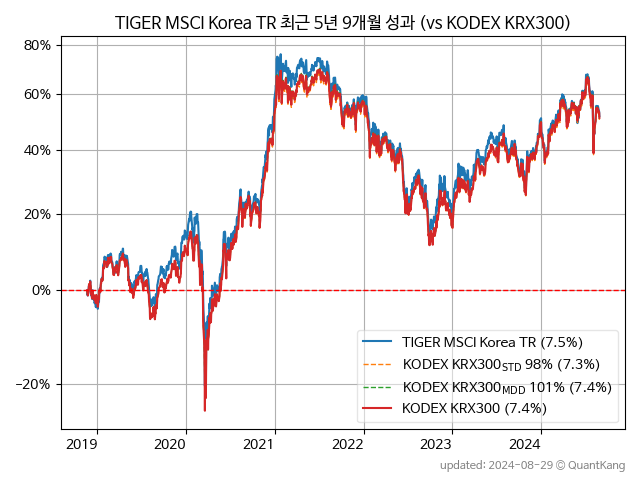 TIGER MSCI Korea TR 최근 5년 9개월 성과 (vs KODEX KRX300)
80%
60%
40%
20%
0%
−20%
TIGER MSCI Korea TR (7.5%)
KODEX KRX300STD 98% (7.3%)
KODEX KRX300MDD 101% (7.4%)
KODEX KRX300 (7.4%)
2019 2020 2021 2022 2023 2024
updated: 2024-08-29 © QuantKang